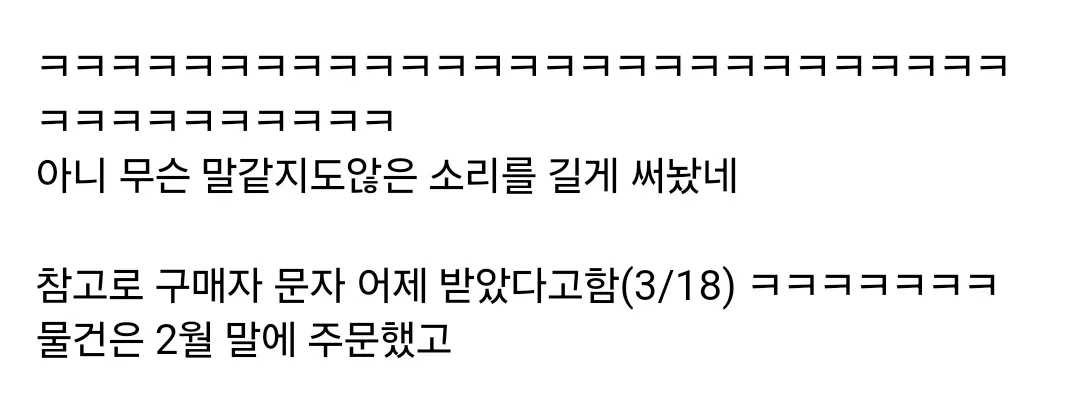 ㅋㅋㅋㅋㅋㅋㅋㅋㅋㅋㅋㅋㅋㅋㅋㅋㅋㅋㅋㅋㅋㅋㅋㅋㅋㅋㅋ
ㅋㅋㅋㅋㅋㅋㅋㅋㅋㅋ
아니 무슨 말같지도않은 소리를 길게 써놨네
참고로 구매자 문자 어제 받았다고함(3/18) ㅋㅋㅋㅋㅋㅋㅋ
물건은 2월 말에 주문했고